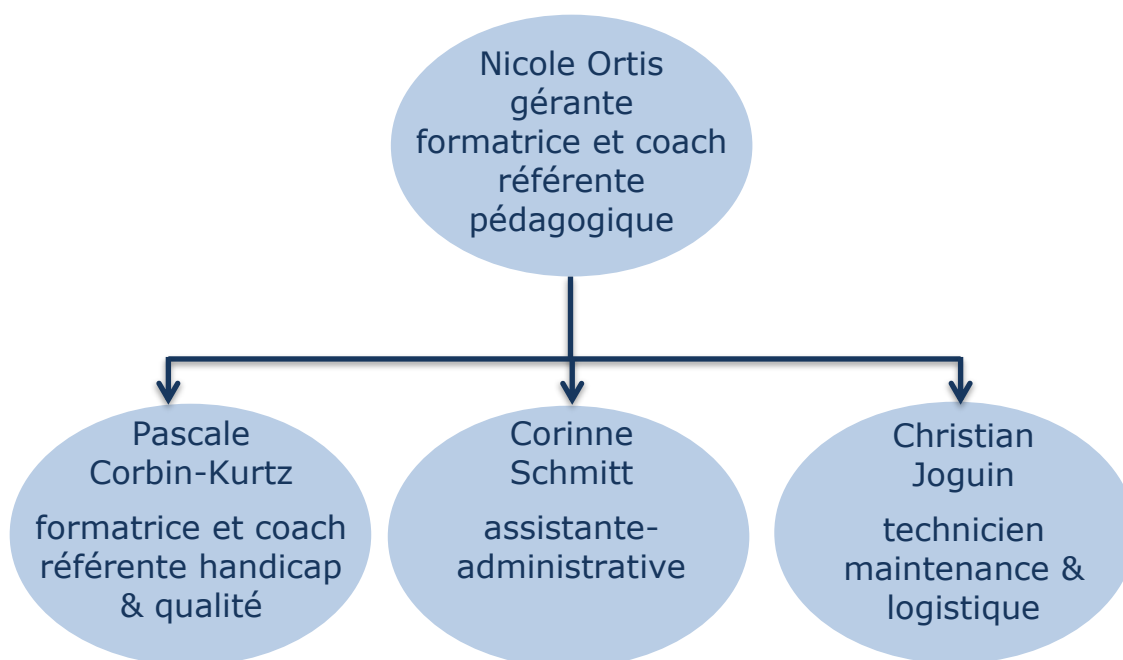 Nicole Ortis
gérante
formatrice et coach
référente
pédagogique
Pascale
Corbin-Kurtz
formatrice et coach
référente handicap
& qualité
Corinne
Schmitt
assistante-
administrative
Christian
Joguin
technicien
maintenance &
logistique